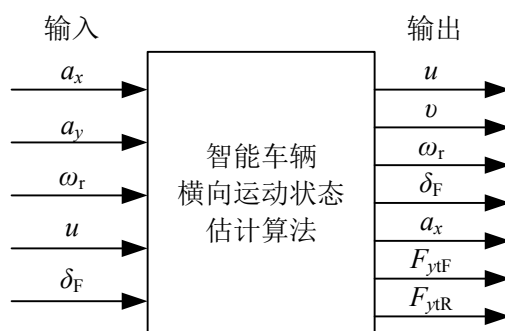 输入
a_x
a_y
ω_r
u
δ_F
智能车辆
横向运动状态
估计算法
输出
u
υ
ω_r
δ_F
a_x
F_ytF
F_ytR